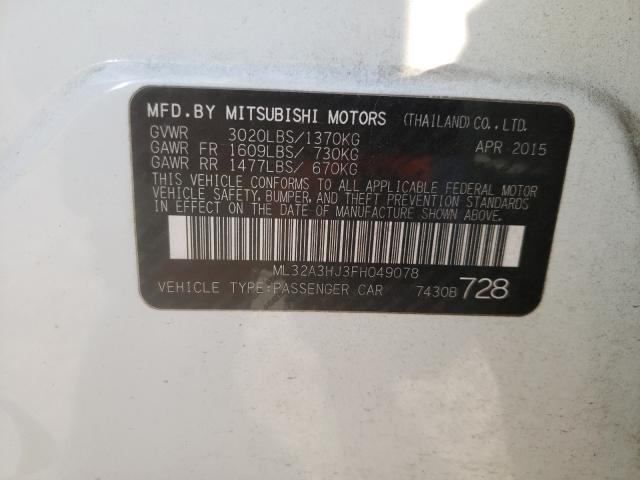 MFD.BY MITSUBISHI MOTORS (THAILAND)CO.,LTD.
GVWR 3020LBS/1370KG APR 2015
GAWR FR 1609LBS/ 730KG
GAWR RR 1477LBS/ 670KG
THIS VEHICLE CONFORMS TO ALL APPLICABLE FEDERAL MOTOR
VEHICLE SAFETY, BUMPER, AND THEFT PREVENTION STANDARDS
IN EFFECT ON THE DATE OF MANUFACTURE SHOWN ABOVE.
ML32A3HJ3FH049078
VEHICLE TYPE:PASSENGER CAR 7430B 728